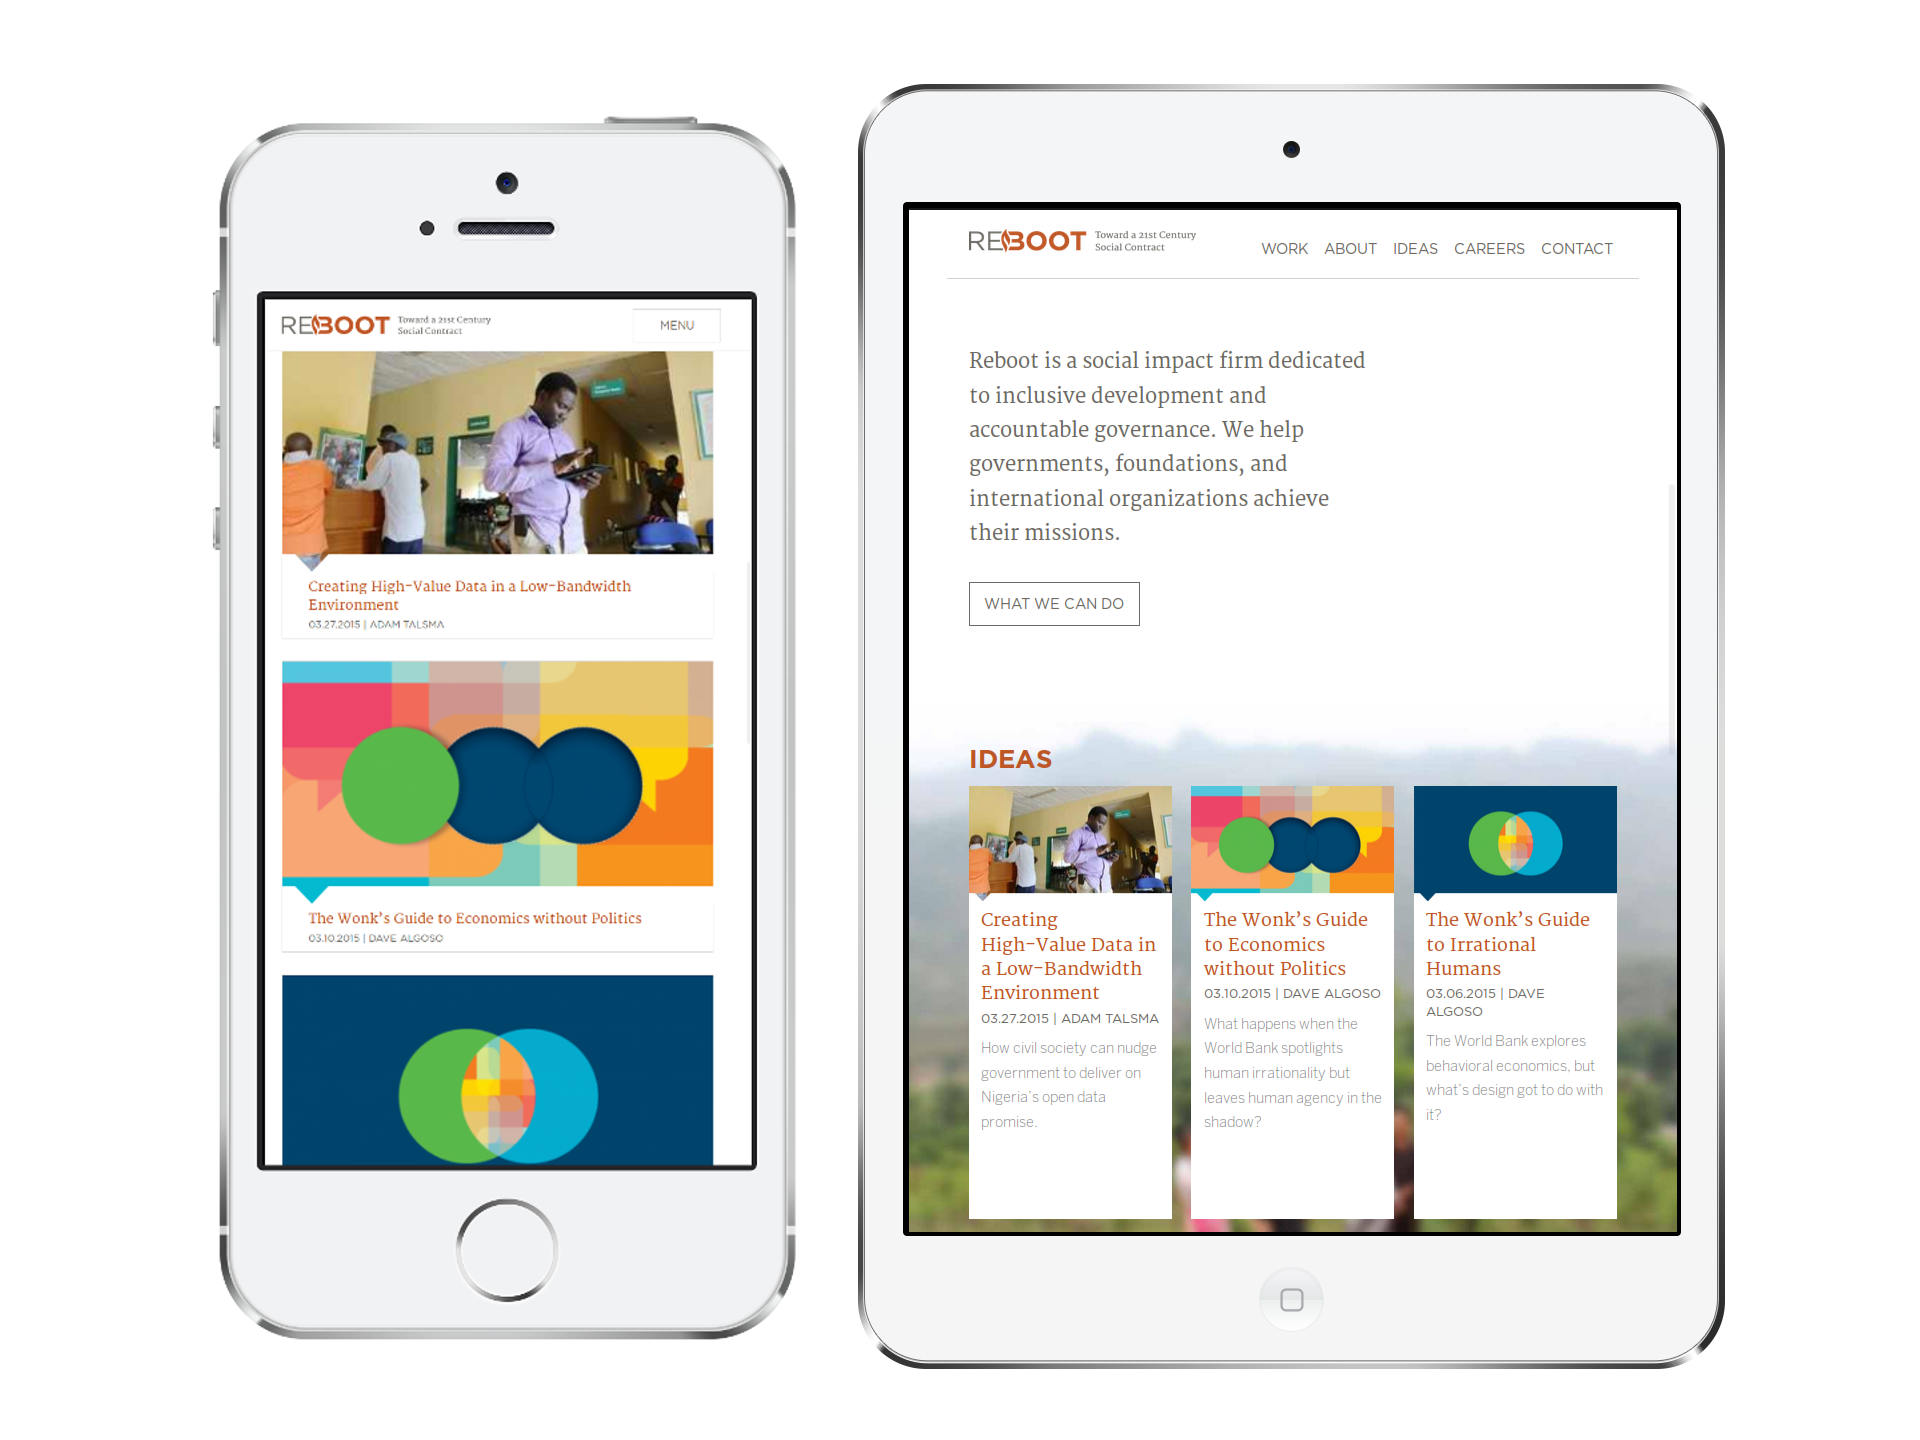 REBOOT Toward a 21st Century
Social Contract
MENU
Creating High-Value Data in a Low-Bandwidth
Environment
03.27.2015 | ADAM TALSMA
The Wonk's Guide to Economics without Politics
03.10.2015 | DAVE ALGOSO
REBOOT Toward a 21st Century
Social Contract
WORK ABOUT IDEAS CAREERS CONTACT
Reboot is a social impact firm dedicated
to inclusive development and
accountable governance. We help
governments, foundations, and
international organizations achieve
their missions.
WHAT WE CAN DO
IDEAS
Creating
High-Value Data in
a Low-Bandwidth
Environment
03.27.2015 | ADAM TALSMA
How civil society can nudge
government to deliver on
Nigeria's open data
promise.
The Wonk's Guide
to Economics
without Politics
03.10.2015 | DAVE ALGOSO
What happens when the
World Bank spotlights
human irrationality but
leaves human agency in the
shadow?
The Wonk's Guide
to Irrational
Humans
03.06.2015 | DAVE
ALGOSO
The World Bank explores
behavioral economics, but
what's design got to do with
it?